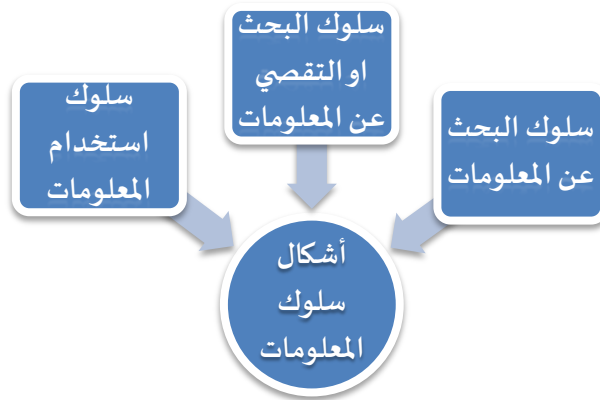 سلوك البحث
عن المعلومات
سلوك البحث
او التقصي
عن المعلومات
سلوك
استخدام
المعلومات
أشكال
سلوك
المعلومات